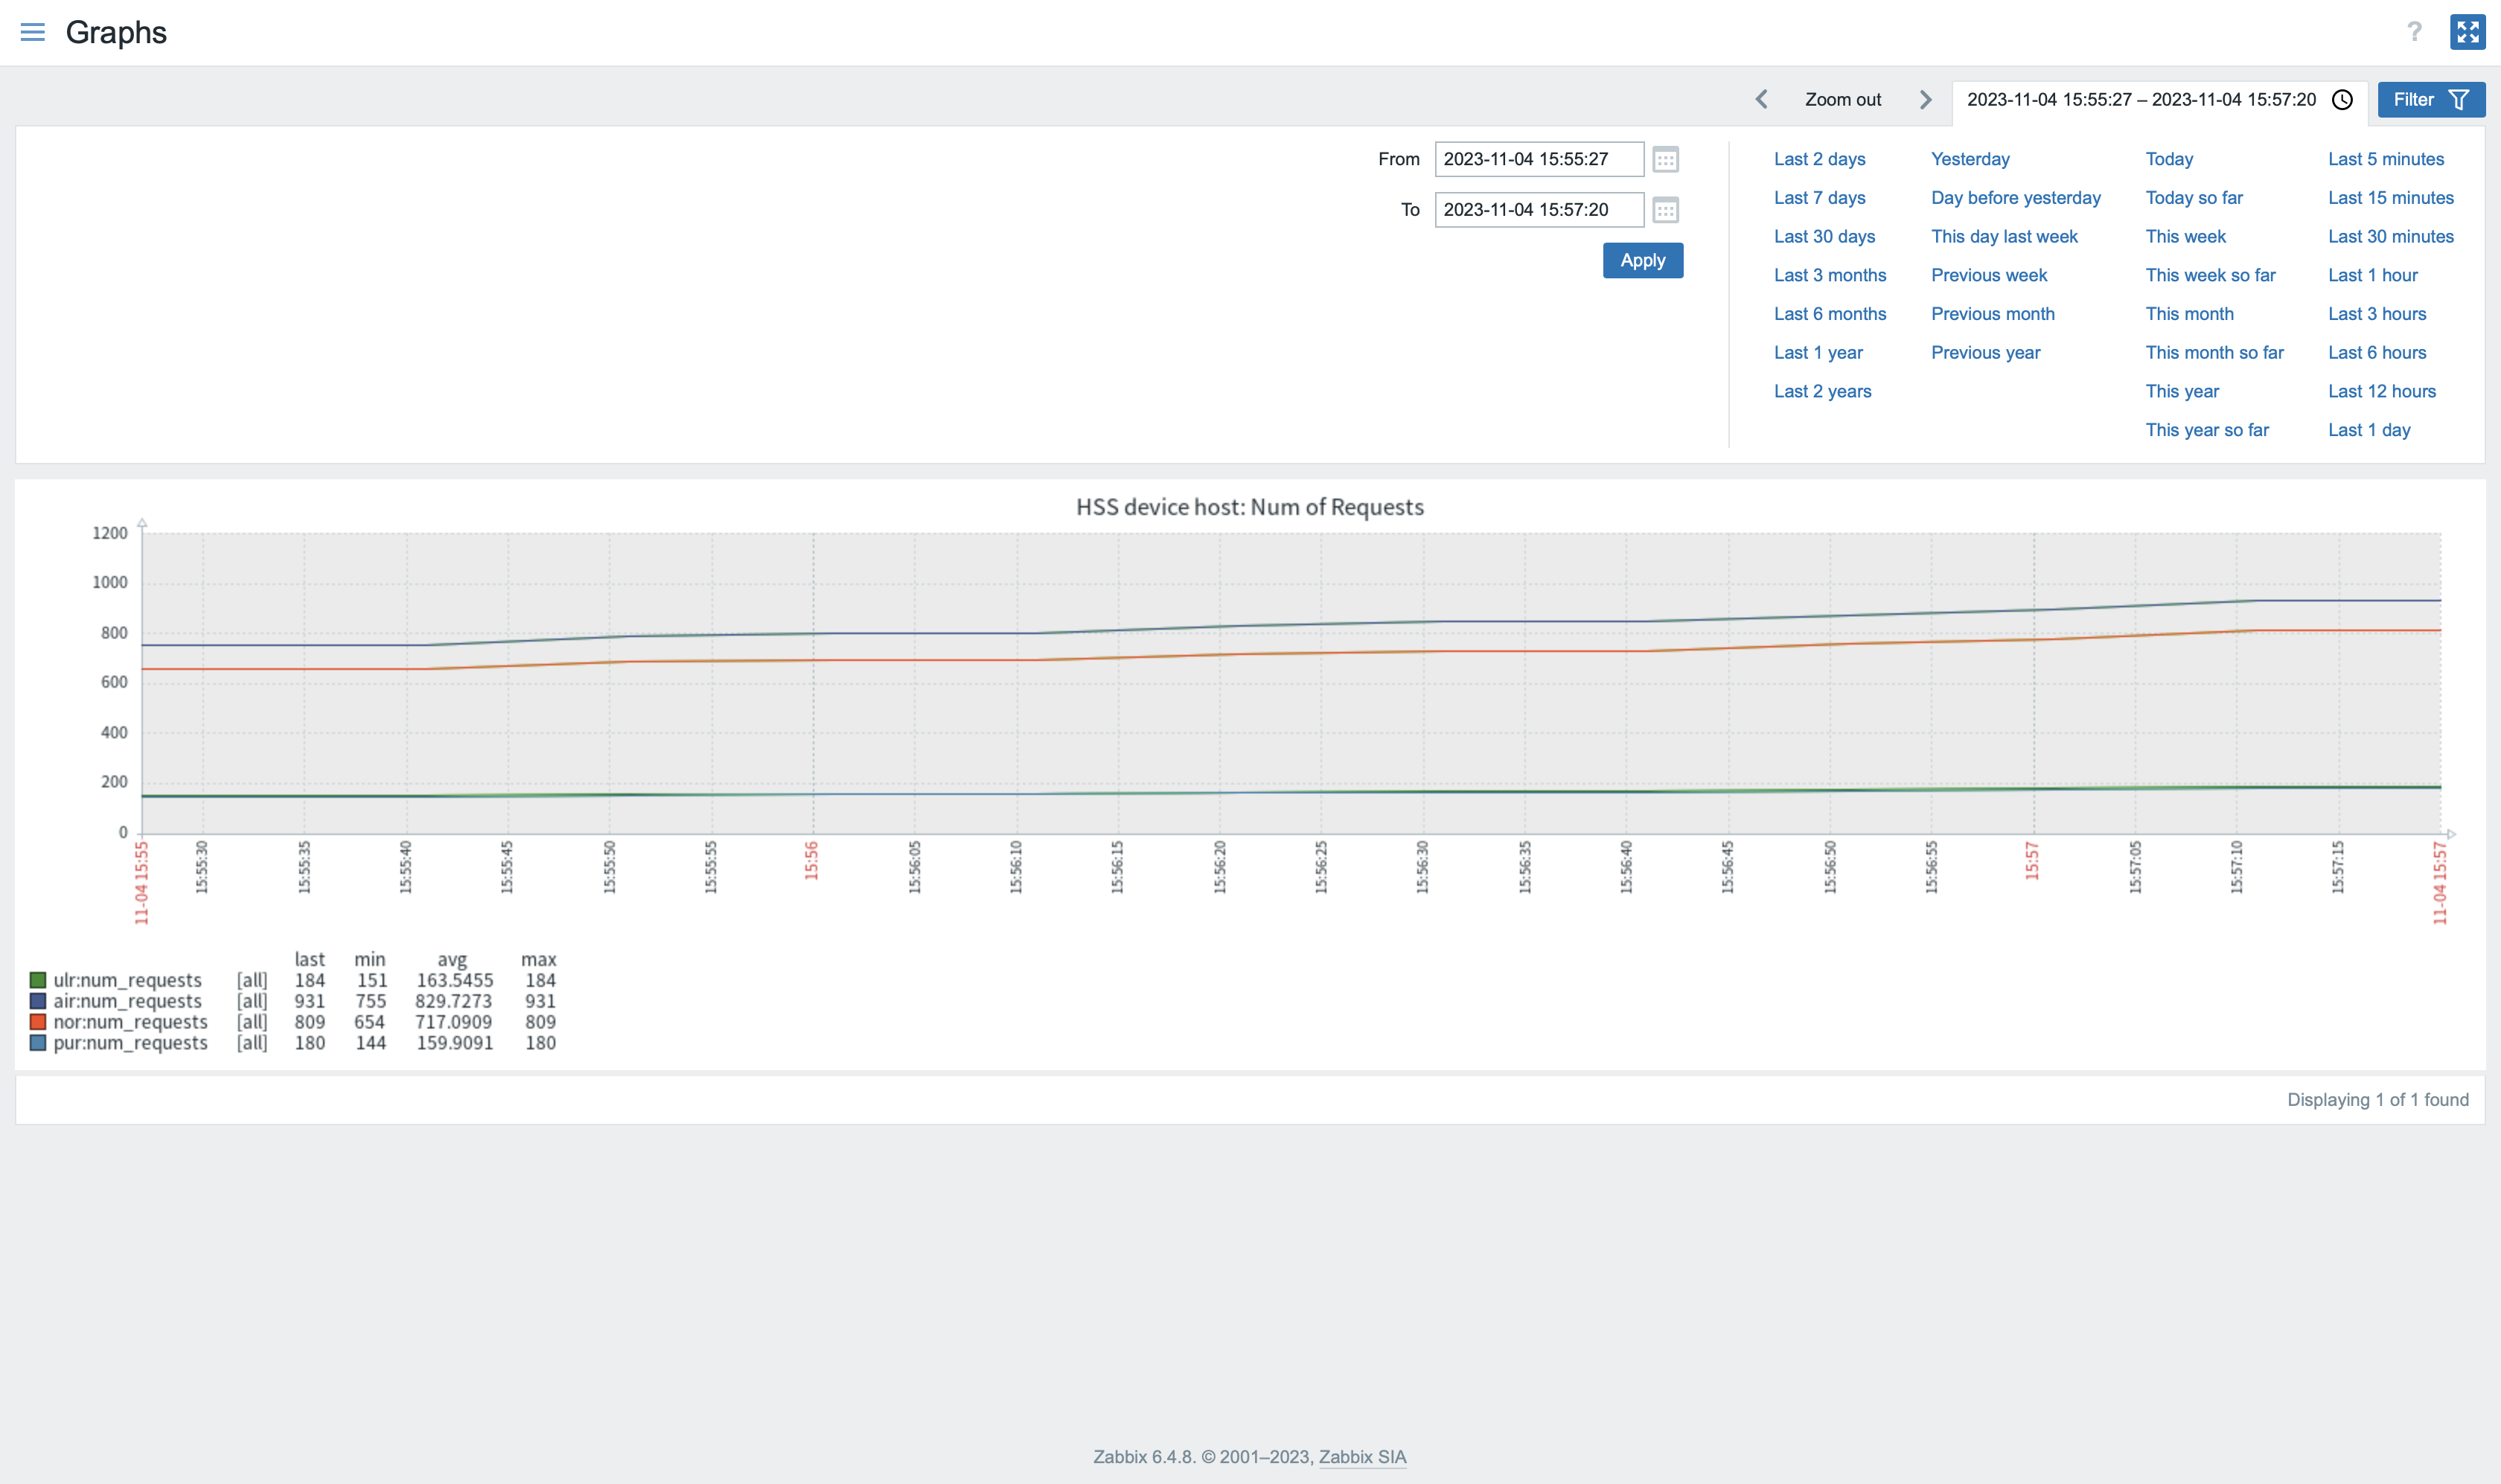 Graphs
?
Zoom out 2023-11-04 15:55:27 – 2023-11-04 15:57:20 Filter
From 2023-11-04 15:55:27
To 2023-11-04 15:57:20
Apply
Last 2 days Yesterday Today Last 5 minutes
Last 7 days Day before yesterday Today so far Last 15 minutes
Last 30 days This day last week This week Last 30 minutes
Last 3 months Previous week This week so far Last 1 hour
Last 6 months Previous month This month Last 3 hours
Last 1 year Previous year This month so far Last 6 hours
Last 2 years This year Last 12 hours
This year so far Last 1 day
HSS device host: Num of Requests
1200
1000
800
600
400
200
0
11-04 15:55 15:55:30 15:55:35 15:55:40 15:55:45 15:55:50 15:55:55 15:56 15:56:05 15:56:10 15:56:15 15:56:20 15:56:25 15:56:30 15:56:35 15:56:40 15:56:45 15:56:50 15:56:55 15:57 15:57:05 15:57:10 15:57:15 11-04 15:57
last min avg max
ulr:num_requests [all] 184 151 163.5455 184
air:num_requests [all] 931 755 829.7273 931
nor:num_requests [all] 809 654 717.0909 809
pur:num_requests [all] 180 144 159.9091 180
Displaying 1 of 1 found
Zabbix 6.4.8. © 2001–2023, Zabbix SIA